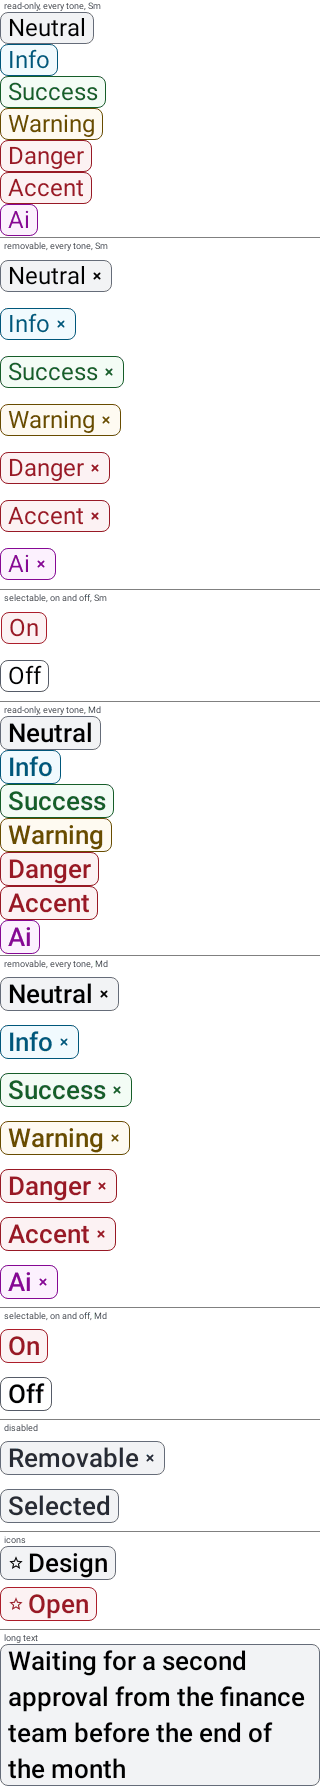 read-only, every tone, Sm
Neutral
Info
Success
Warning
Danger
Accent
Ai
removable, every tone, Sm
Neutral ×
Info ×
Success ×
Warning ×
Danger ×
Accent ×
Ai ×
selectable, on and off, Sm
On
Off
read-only, every tone, Md
Neutral
Info
Success
Warning
Danger
Accent
Ai
removable, every tone, Md
Neutral ×
Info ×
Success ×
Warning ×
Danger ×
Accent ×
Ai ×
selectable, on and off, Md
On
Off
disabled
Removable ×
Selected
icons
☆ Design
☆ Open
long text
Waiting for a second
approval from the finance
team before the end of
the month